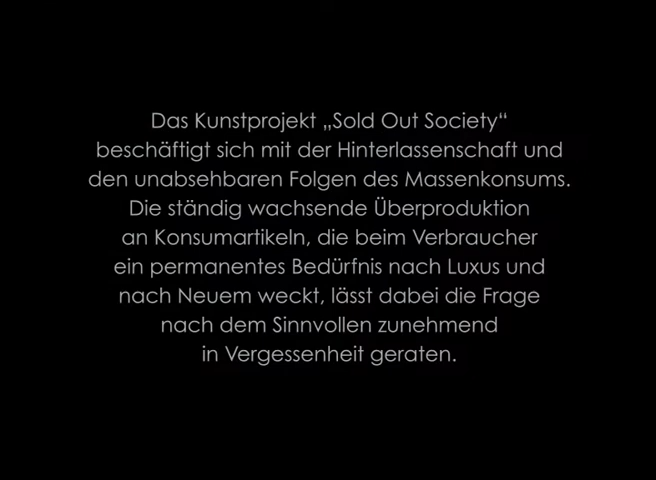 Das Kunstprojekt „Sold Out Society“
beschäftigt sich mit der Hinterlassenschaft und
den unabsehbaren Folgen des Massenkonsums.
Die ständig wachsende Überproduktion
an Konsumartikeln, die beim Verbraucher
ein permanentes Bedürfnis nach Luxus und
nach Neuem weckt, lässt dabei die Frage
nach dem Sinnvollen zunehmend
in Vergessenheit geraten.